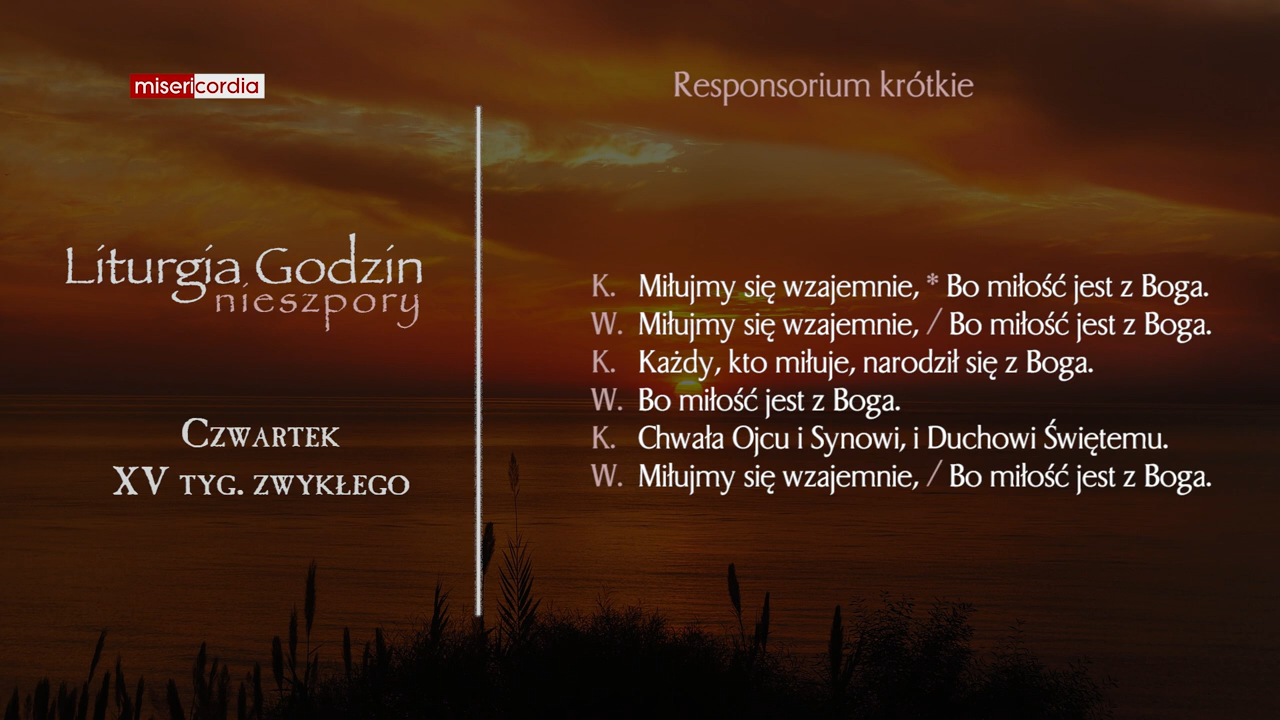 misericordia
Liturgia Godzin
nieszpory
Czwartek
XV tyg. zwykłego
Responsorium krótkie
K. Miłujmy się wzajemnie, * Bo miłość jest z Boga.
W. Miłujmy się wzajemnie, / Bo miłość jest z Boga.
K. Każdy, kto miłuje, narodził się z Boga.
W. Bo miłość jest z Boga.
K. Chwała Ojcu i Synowi, i Duchowi Świętemu.
W. Miłujmy się wzajemnie, / Bo miłość jest z Boga.